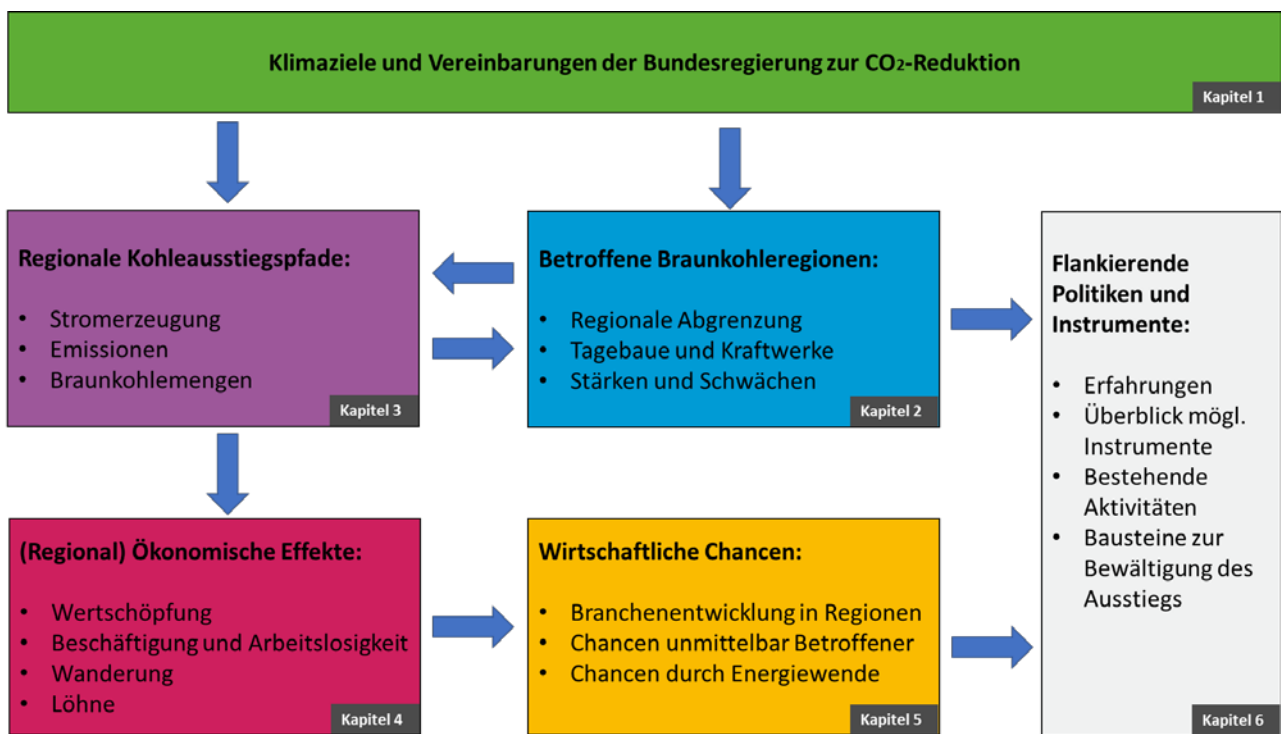 Klimaziele und Vereinbarungen der Bundesregierung zur CO₂-Reduktion
Kapitel 1
Regionale Kohleausstiegspfade:
• Stromerzeugung
• Emissionen
• Braunkohlemengen
Kapitel 3
Betroffene Braunkohleregionen:
• Regionale Abgrenzung
• Tagebaue und Kraftwerke
• Stärken und Schwächen
Kapitel 2
(Regional) Ökonomische Effekte:
• Wertschöpfung
• Beschäftigung und Arbeitslosigkeit
• Wanderung
• Löhne
Kapitel 4
Wirtschaftliche Chancen:
• Branchenentwicklung in Regionen
• Chancen unmittelbar Betroffener
• Chancen durch Energiewende
Kapitel 5
Flankierende
Politiken und
Instrumente:
• Erfahrungen
• Überblick mögl.
Instrumente
• Bestehende
Aktivitäten
• Bausteine zur
Bewältigung des
Ausstiegs
Kapitel 6